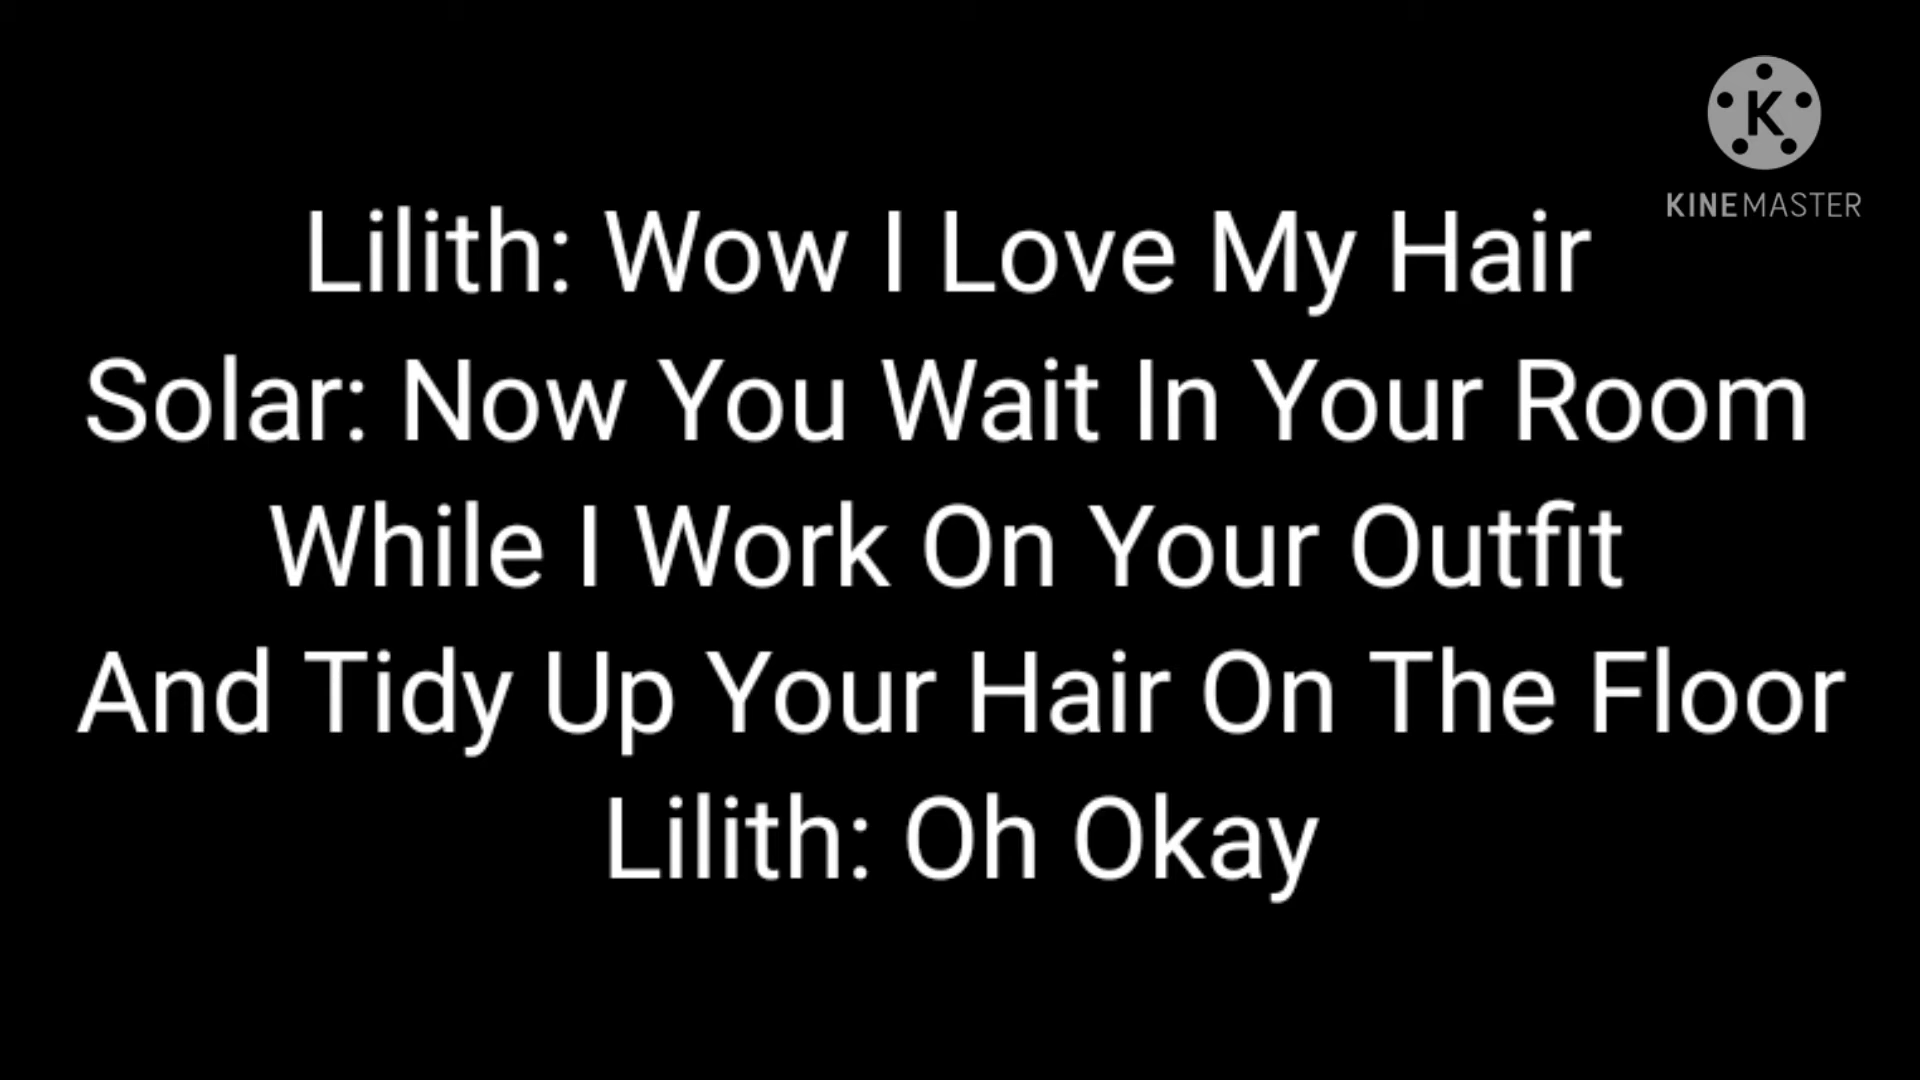 K
KINEMASTER
Lilith: Wow I Love My Hair
Solar: Now You Wait In Your Room
While I Work On Your Outfit
And Tidy Up Your Hair On The Floor
Lilith: Oh Okay